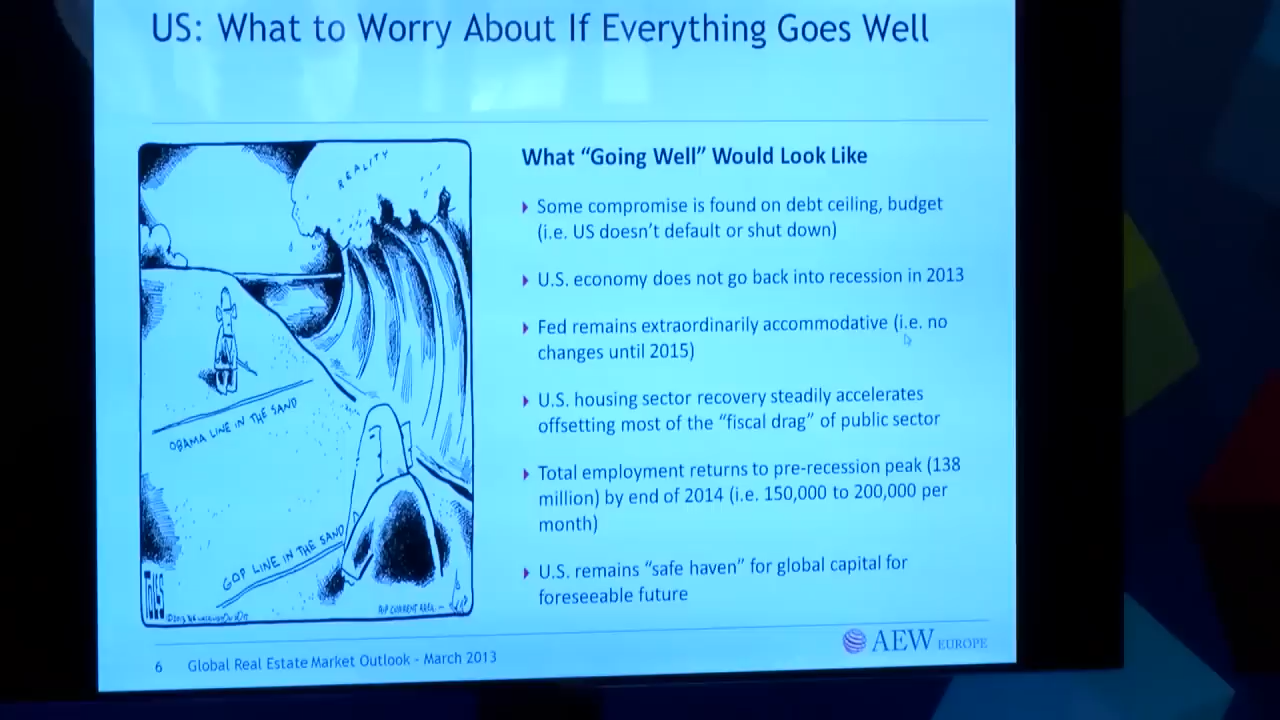 US: What to Worry About If Everything Goes Well
REALITY
OBAMA LINE IN THE SAND
GOP LINE IN THE SAND
TOLES
RIP CURRENT AREA —
What “Going Well” Would Look Like
Some compromise is found on debt ceiling, budget
(i.e. US doesn’t default or shut down)
U.S. economy does not go back into recession in 2013
Fed remains extraordinarily accommodative (i.e. no
changes until 2015)
U.S. housing sector recovery steadily accelerates
offsetting most of the “fiscal drag” of public sector
Total employment returns to pre-recession peak (138
million) by end of 2014 (i.e. 150,000 to 200,000 per
month)
U.S. remains “safe haven” for global capital for
foreseeable future
6 Global Real Estate Market Outlook - March 2013
AEW EUROPE